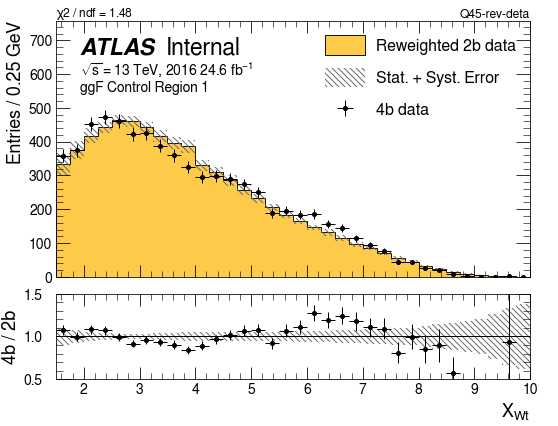 χ2 / ndf = 1.48
Q45-rev-deta
ATLAS Internal
√s = 13 TeV, 2016 24.6 fb⁻¹
ggF Control Region 1
Reweighted 2b data
Stat. + Syst. Error
4b data
Entries / 0.25 GeV
700
600
500
400
300
200
100
0
4b / 2b
1.5
1.0
0.5
2 3 4 5 6 7 8 9 10
X_Wt